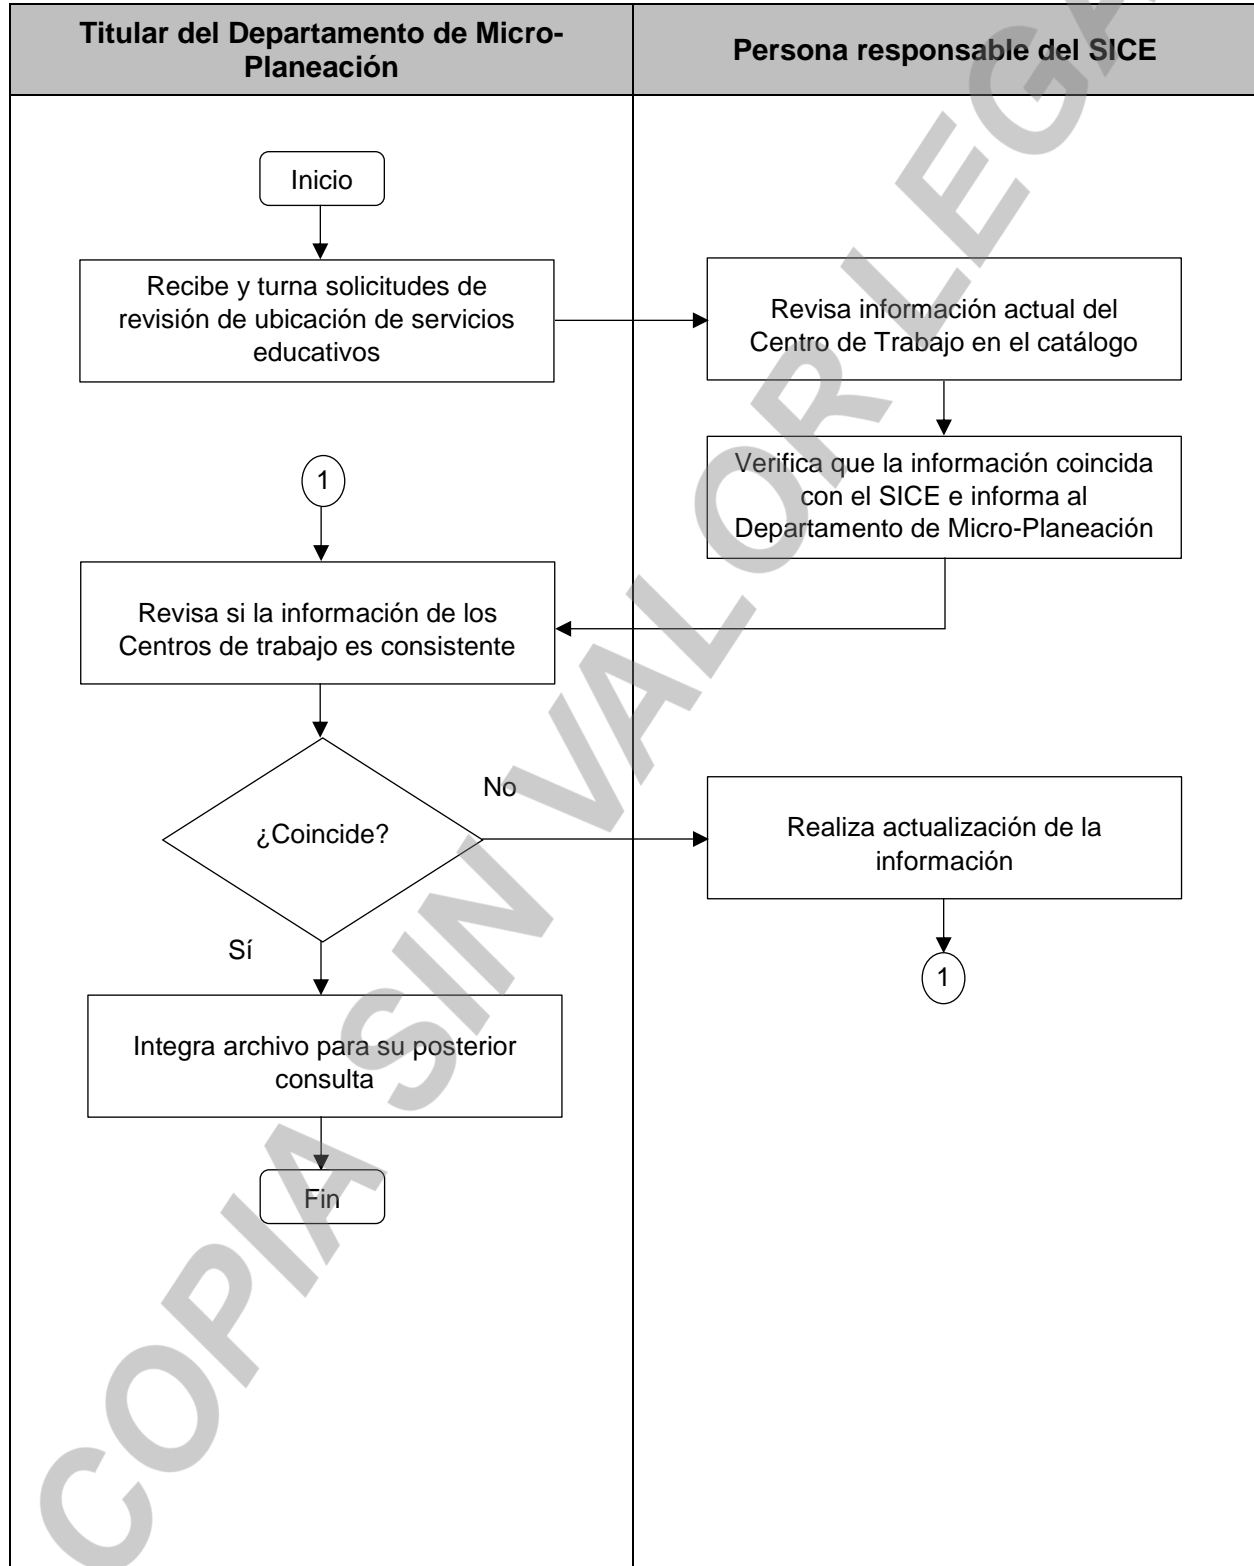 Titular del Departamento de Micro-
Planeación
Persona responsable del SICE
Inicio
Recibe y turna solicitudes de
revisión de ubicación de servicios
educativos
Revisa información actual del
Centro de Trabajo en el catálogo
Verifica que la información coincida
con el SICE e informa al
Departamento de Micro-Planeación
1
Revisa si la información de los
Centros de trabajo es consistente
¿Coincide?
No
Realiza actualización de la
información
1
Sí
Integra archivo para su posterior
consulta
Fin
COPIA SIN VALOR LEGA